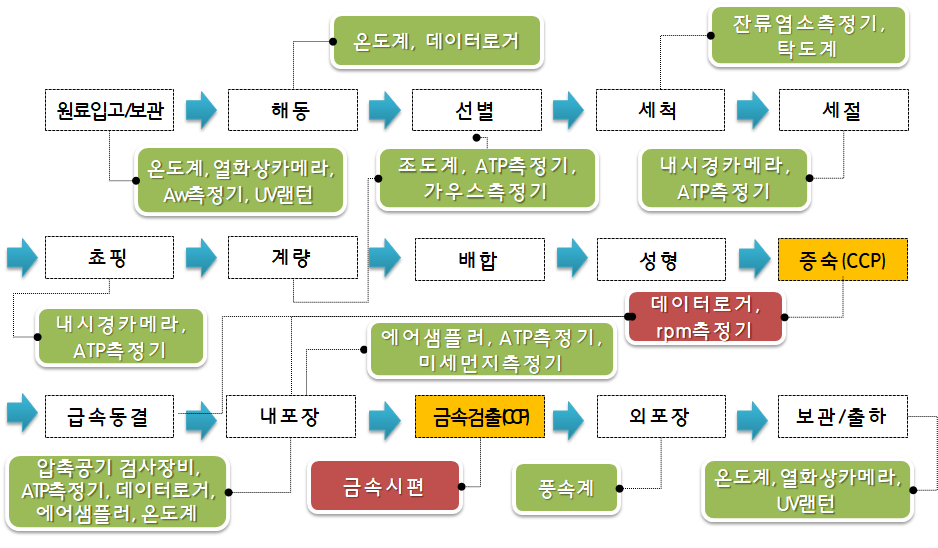 온도계, 데이터로거
잔류염소측정기,
탁도계
원료입고/보관
해동
선별
세척
세절
온도계, 열화상카메라,
Aw측정기, UV랜턴
조도계, ATP측정기,
가우스측정기
내시경카메라,
ATP측정기
초핑
계량
배합
성형
증숙(CCP)
내시경카메라,
ATP측정기
에어샘플러, ATP측정기,
미세먼지측정기
데이터로거,
rpm측정기
급속동결
내포장
금속검출(CCP)
외포장
보관/출하
압축공기 검사장비,
ATP측정기, 데이터로거,
에어샘플러, 온도계
금속시편
풍속계
온도계, 열화상카메라,
UV랜턴